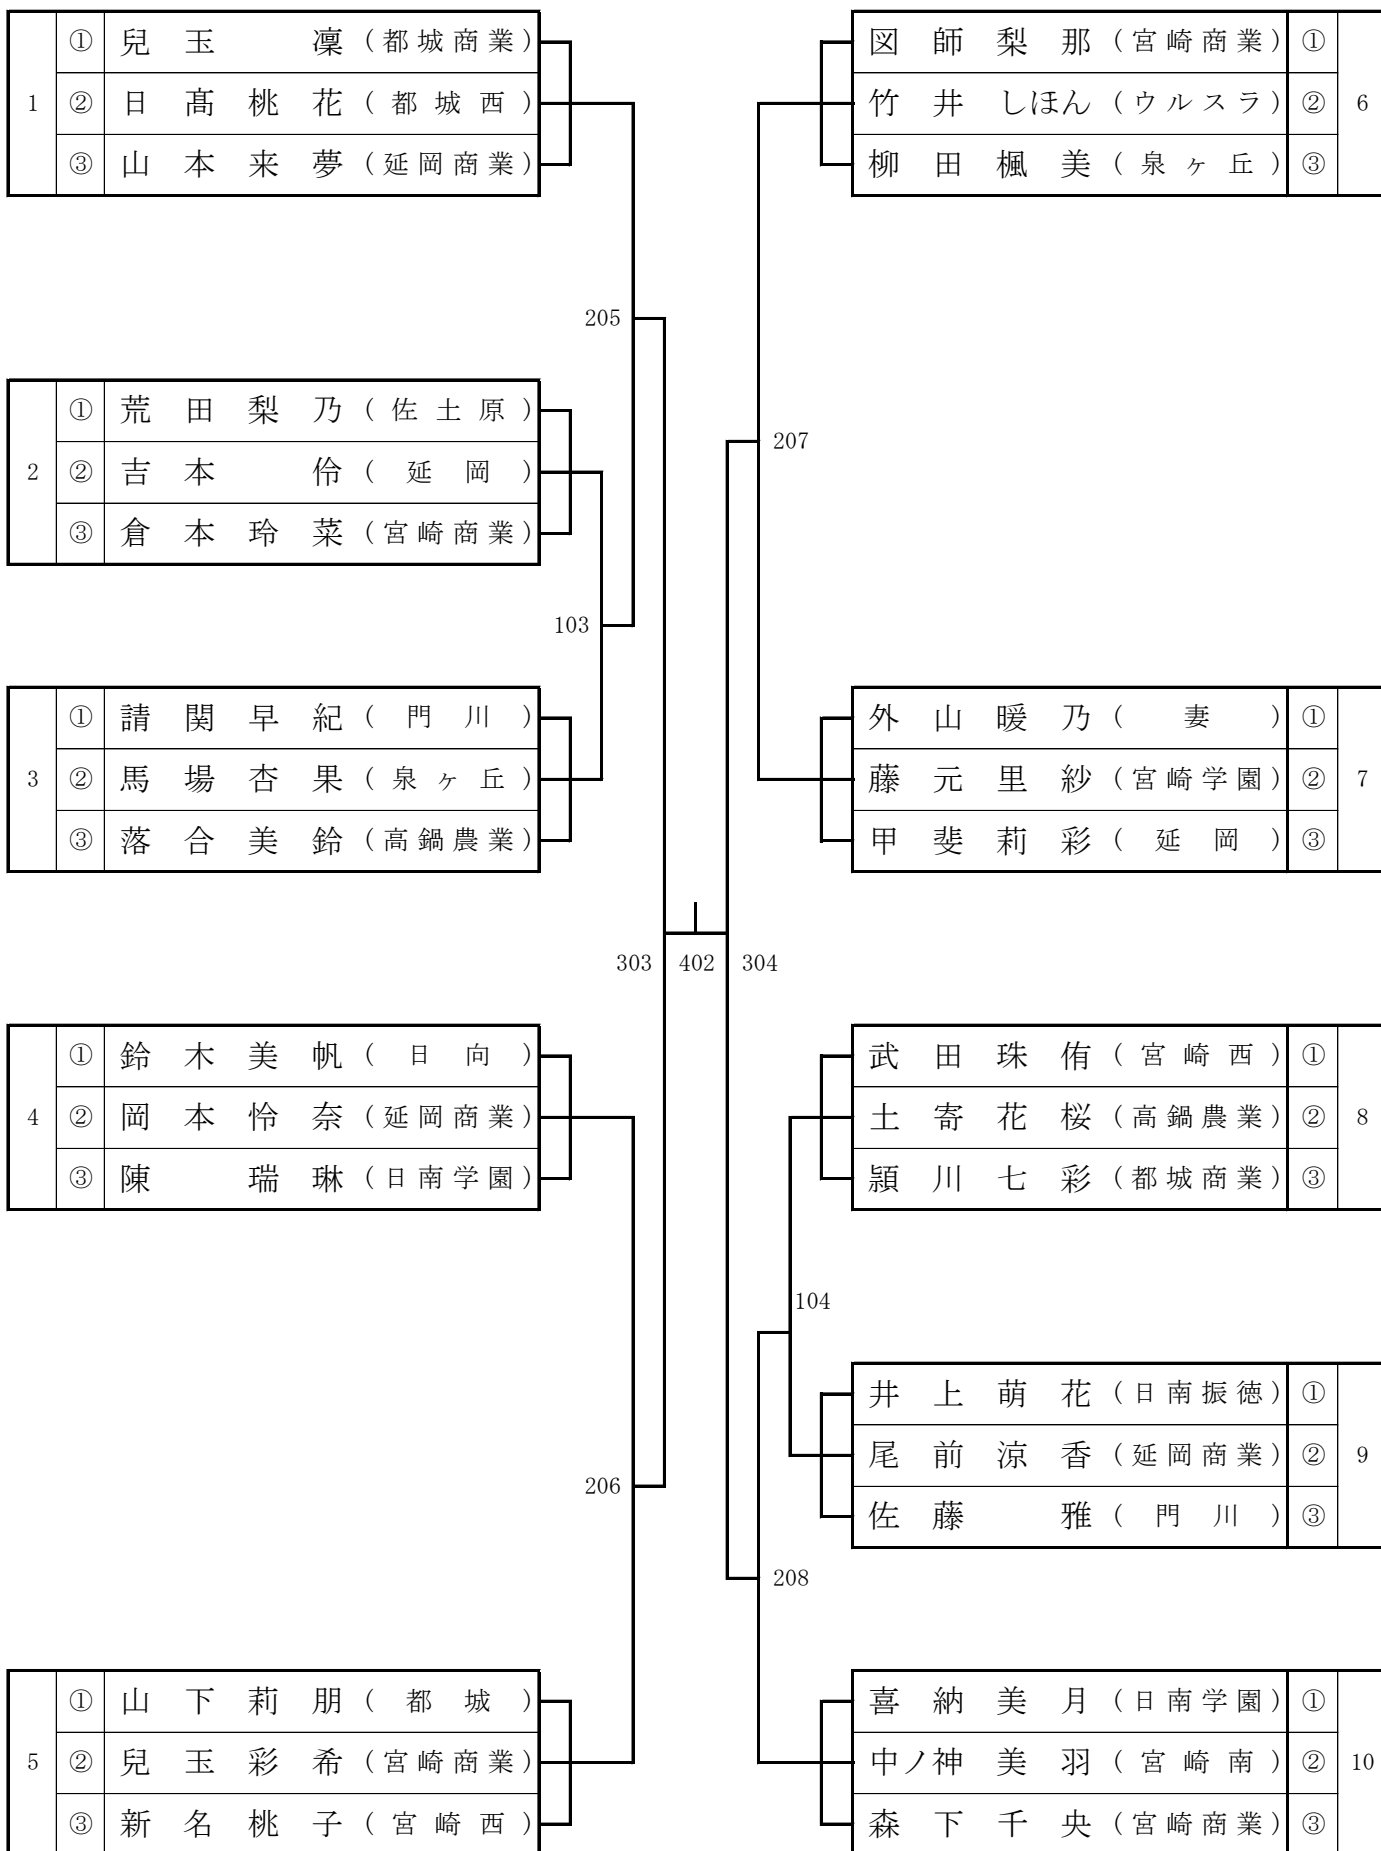 1
① 兒玉 凜 (都城商業)
② 日髙桃花 (都城西)
③ 山本来夢 (延岡商業)
205
2
① 荒田梨乃 (佐土原)
② 吉本 伶 (延岡)
③ 倉本玲菜 (宮崎商業)
103
3
① 請関早紀 (門川)
② 馬場杏果 (泉ヶ丘)
③ 落合美鈴 (高鍋農業)
303 402 304
4
① 鈴木美帆 (日向)
② 岡本怜奈 (延岡商業)
③ 陳 瑞琳 (日南学園)
206
5
① 山下莉朋 (都城)
② 兒玉彩希 (宮崎商業)
③ 新名桃子 (宮崎西)
図師梨那 (宮崎商業) ①
竹井しほん (ウルスラ) ②
柳田楓美 (泉ヶ丘) ③
6
207
外山暖乃 (妻) ①
藤元里紗 (宮崎学園) ②
甲斐莉彩 (延岡) ③
7
武田珠侑 (宮崎西) ①
土寄花桜 (高鍋農業) ②
頴川七彩 (都城商業) ③
8
104
井上萌花 (日南振徳) ①
尾前涼香 (延岡商業) ②
佐藤 雅 (門川) ③
9
208
喜納美月 (日南学園) ①
中ノ神美羽 (宮崎南) ②
森下千央 (宮崎商業) ③
10